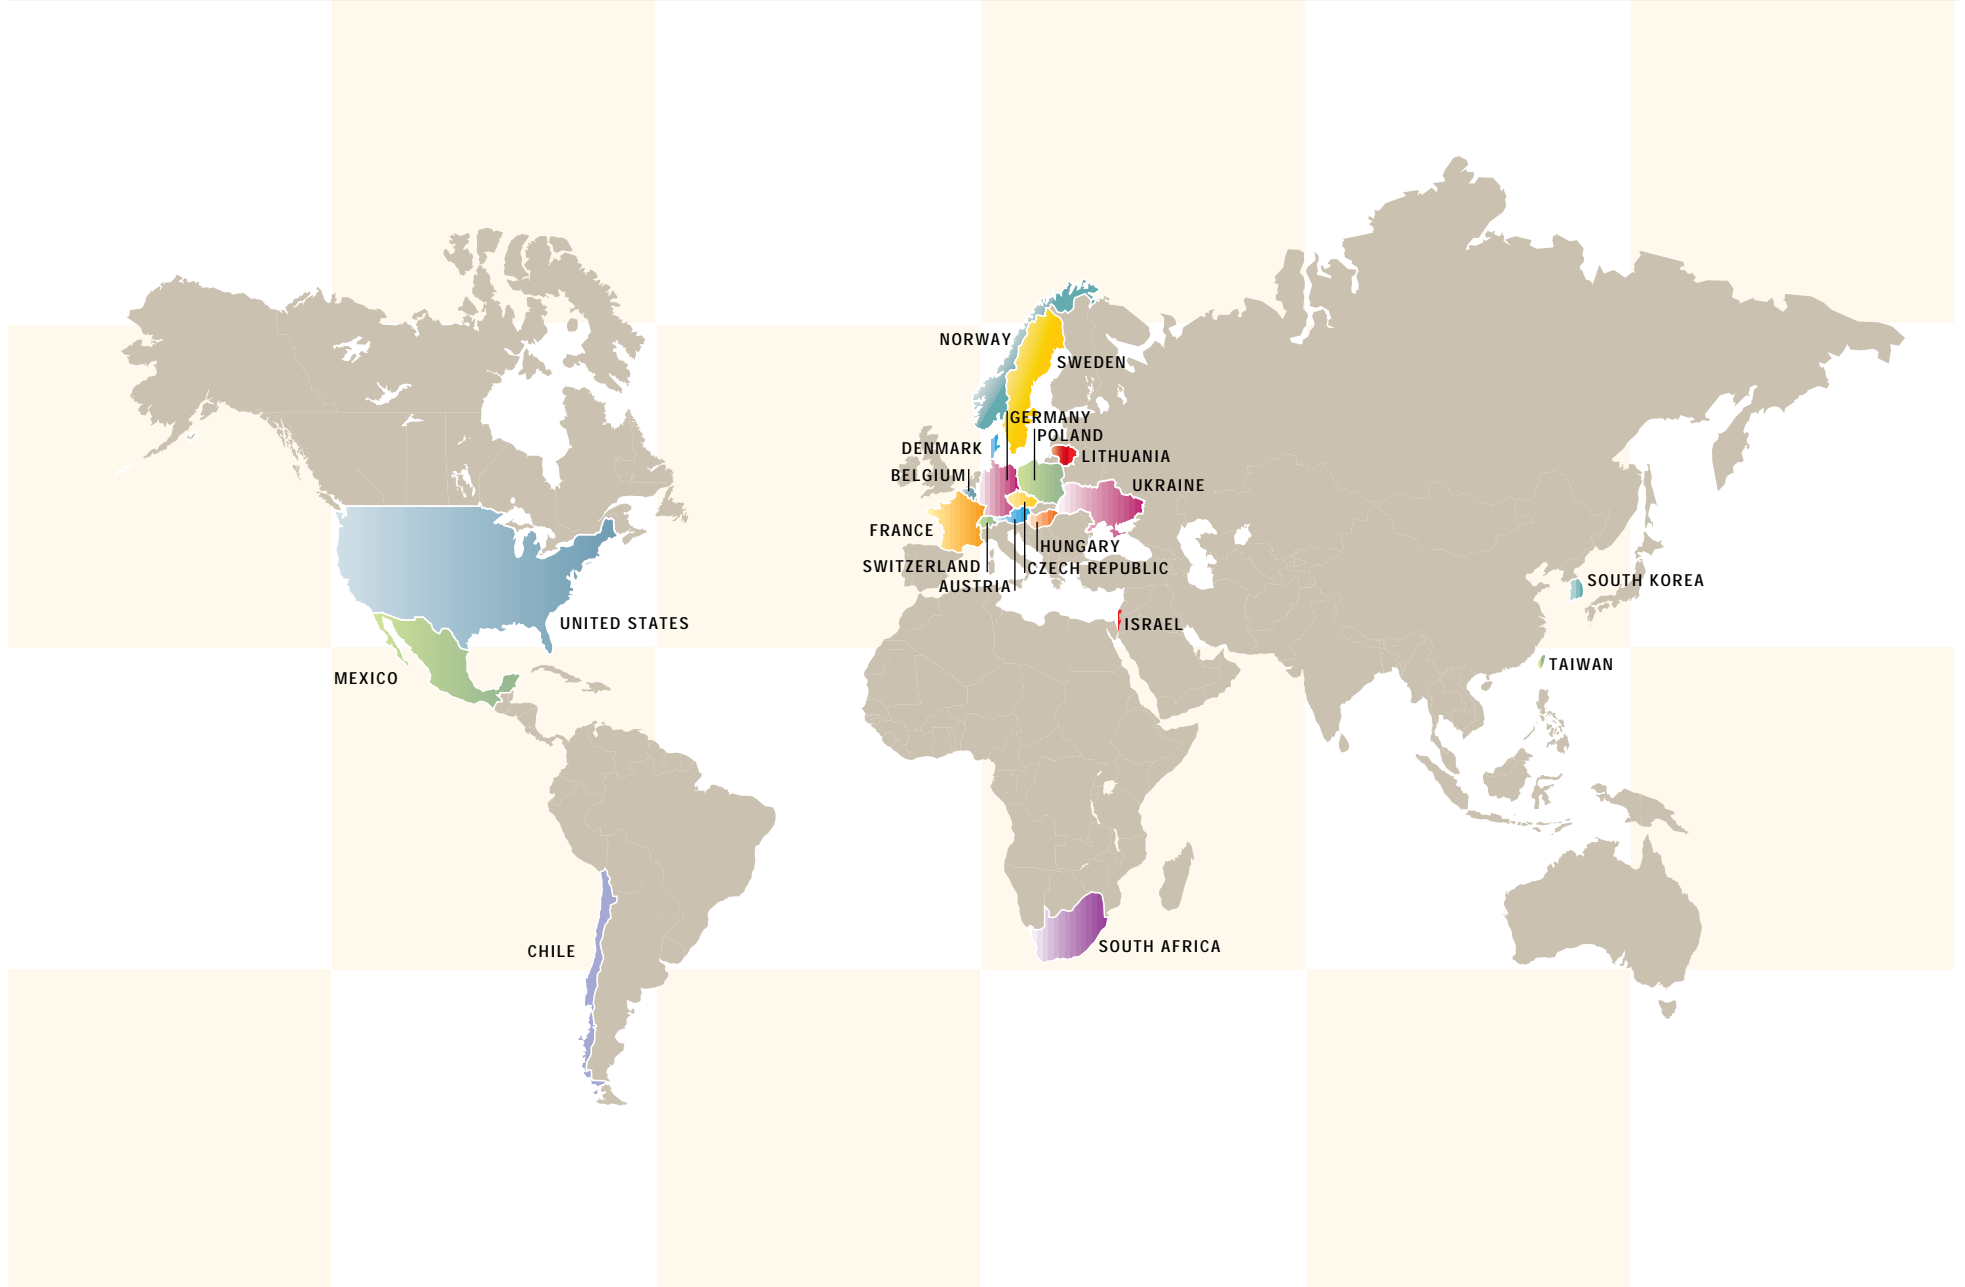 NORWAY
SWEDEN
GERMANY
POLAND
DENMARK
LITHUANIA
BELGIUM
UKRAINE
FRANCE
HUNGARY
SWITZERLAND
CZECH REPUBLIC
AUSTRIA
SOUTH KOREA
UNITED STATES
ISRAEL
TAIWAN
MEXICO
SOUTH AFRICA
CHILE